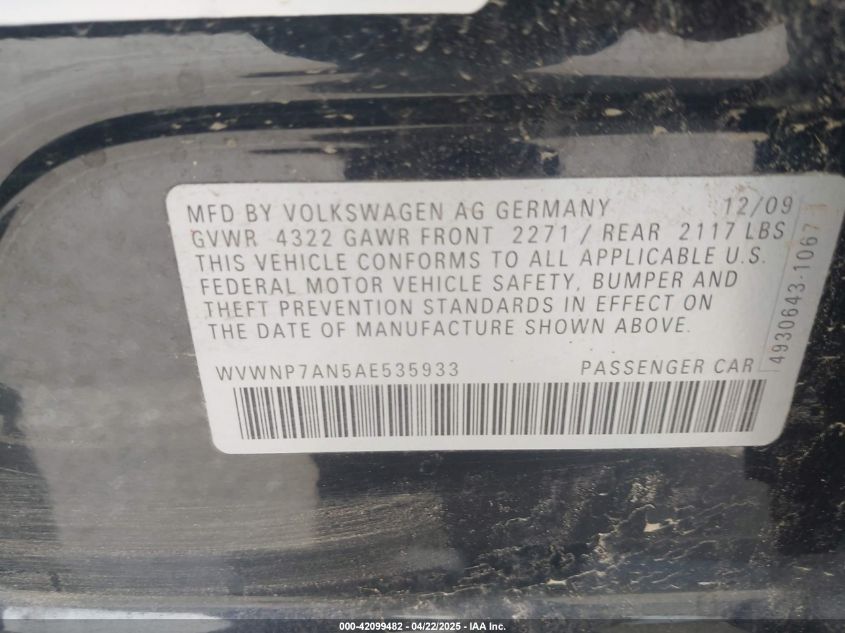 MFD BY VOLKSWAGEN AG GERMANY 12/09
GVWR 4322 GAWR FRONT 2271 / REAR 2117 LBS
THIS VEHICLE CONFORMS TO ALL APPLICABLE U.S.
FEDERAL MOTOR VEHICLE SAFETY, BUMPER AND
THEFT PREVENTION STANDARDS IN EFFECT ON
THE DATE OF MANUFACTURE SHOWN ABOVE.
WVWNP7AN5AE535933 PASSENGER CAR
4930643-1067
000-42099482 - 04/22/2025 - IAA Inc.